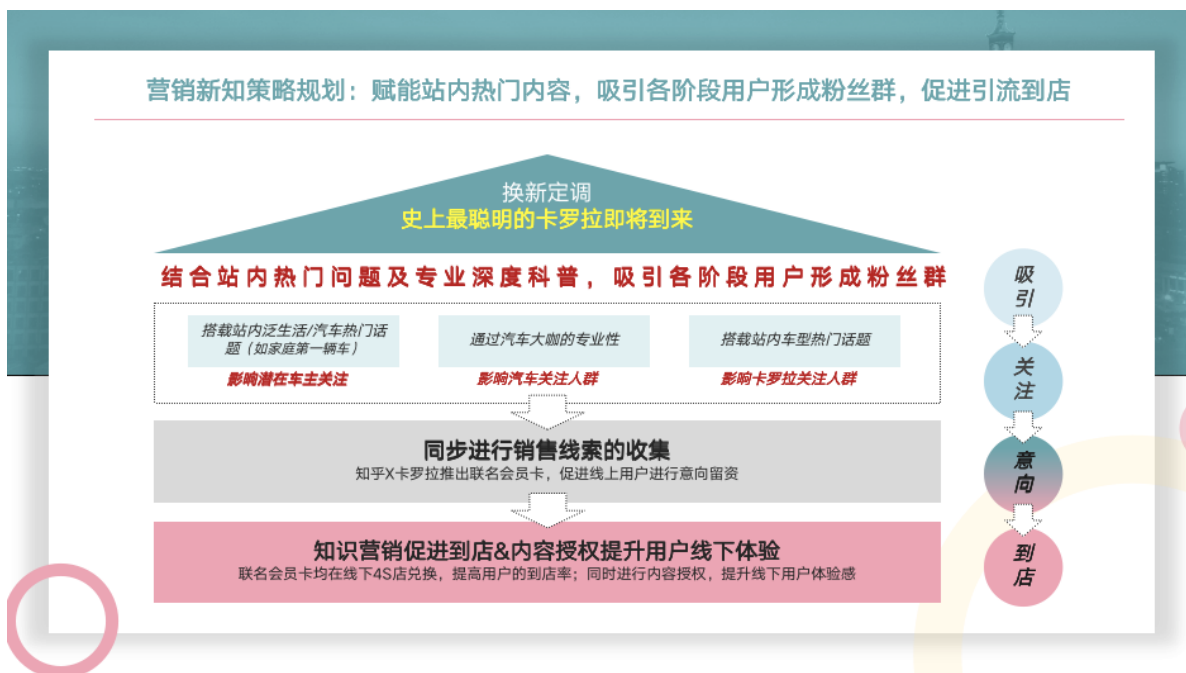 营销新知策略规划：赋能站内热门内容，吸引各阶段用户形成粉丝群，促进引流到店
换新定调
史上最聪明的卡罗拉即将到来
结合站内热门问题及专业深度科普，吸引各阶段用户形成粉丝群
搭载站内泛生活/汽车热门话
题（如家庭第一辆车）
影响潜在车主关注
通过汽车大咖的专业性
影响汽车关注人群
搭载站内车型热门话题
影响卡罗拉关注人群
同步进行销售线索的收集
知乎X卡罗拉推出联名会员卡，促进线上用户进行意向留资
知识营销促进到店&内容授权提升用户线下体验
联名会员卡均在线下4S店兑换，提高用户的到店率；同时进行内容授权，提升线下用户体验感
吸
引
关
注
意
向
到
店